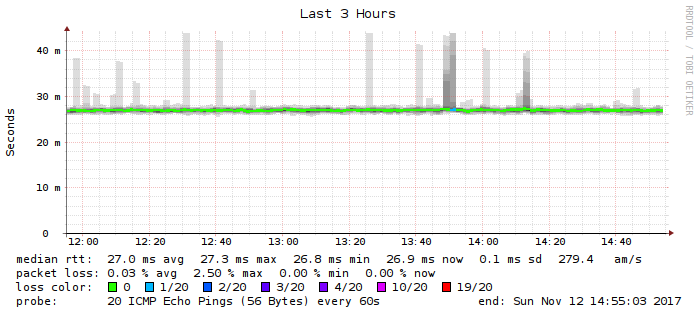 Last 3 Hours
RRDTOOL / TOBI OETIKER
Seconds
40 m
30 m
20 m
10 m
0
12:00 12:20 12:40 13:00 13:20 13:40 14:00 14:20 14:40
median rtt: 27.0 ms avg 27.3 ms max 26.8 ms min 26.9 ms now 0.1 ms sd 279.4 am/s
packet loss: 0.03 % avg 2.50 % max 0.00 % min 0.00 % now
loss color: 0 1/20 2/20 3/20 4/20 10/20 19/20
probe: 20 ICMP Echo Pings (56 Bytes) every 60s end: Sun Nov 12 14:55:03 2017